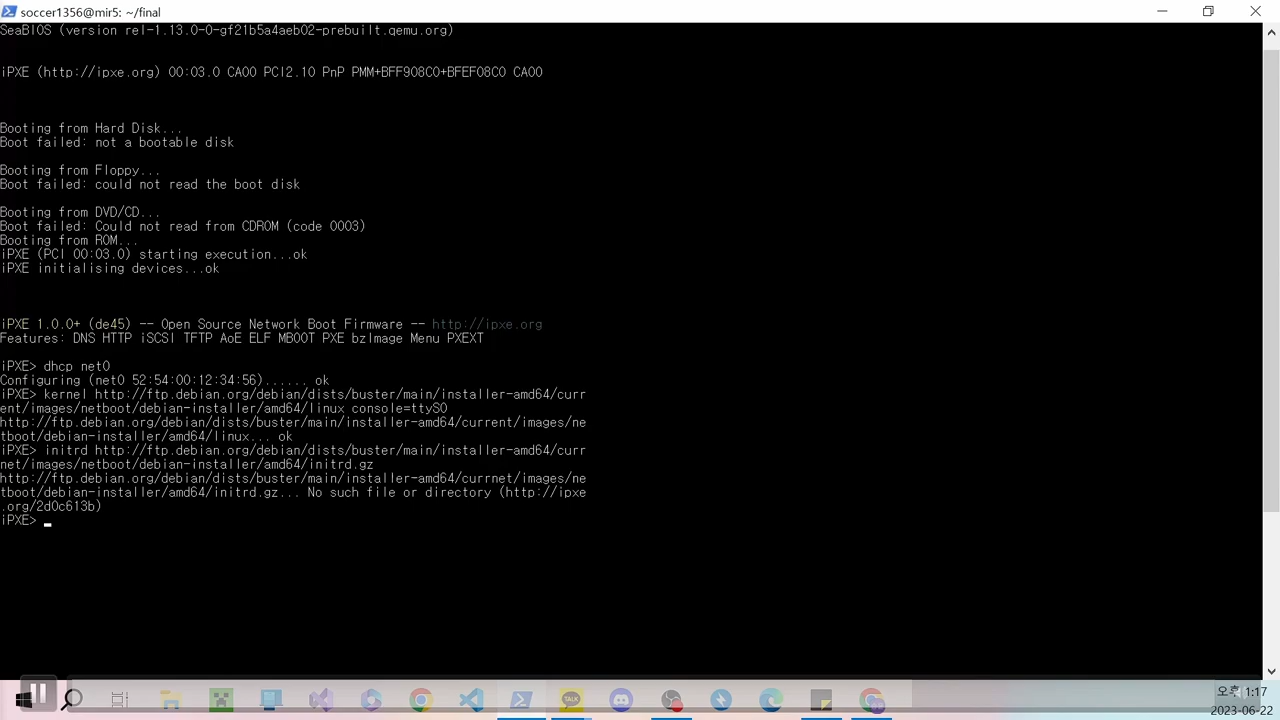 soccer1356@mir5: ~/final
SeaBIOS (version rel-1.13.0-0-gf21b5a4aeb02-prebuilt.qemu.org)
iPXE (http://ipxe.org) 00:03.0 CA00 PCI2.10 PnP PMM+BFF908C0+BFEF08C0 CA00
Booting from Hard Disk...
Boot failed: not a bootable disk
Booting from Floppy...
Boot failed: could not read the boot disk
Booting from DVD/CD...
Boot failed: Could not read from CDROM (code 0003)
Booting from ROM...
iPXE (PCI 00:03.0) starting execution...ok
iPXE initialising devices...ok
iPXE 1.0.0+ (de45) -- Open Source Network Boot Firmware -- http://ipxe.org
Features: DNS HTTP iSCSI TFTP AoE ELF MBOOT PXE bzImage Menu PXEXT
iPXE> dhcp net0
Configuring (net0 52:54:00:12:34:56)...... ok
iPXE> kernel http://ftp.debian.org/debian/dists/buster/main/installer-amd64/curr
ent/images/netboot/debian-installer/amd64/linux console=ttyS0
http://ftp.debian.org/debian/dists/buster/main/installer-amd64/current/images/ne
tboot/debian-installer/amd64/linux... ok
iPXE> initrd http://ftp.debian.org/debian/dists/buster/main/installer-amd64/curr
net/images/netboot/debian-installer/amd64/initrd.gz
http://ftp.debian.org/debian/dists/buster/main/installer-amd64/currnet/images/ne
tboot/debian-installer/amd64/initrd.gz... No such file or directory (http://ipxe
.org/2d0c613b)
iPXE>
TALK
오후 1:17
2023-06-22